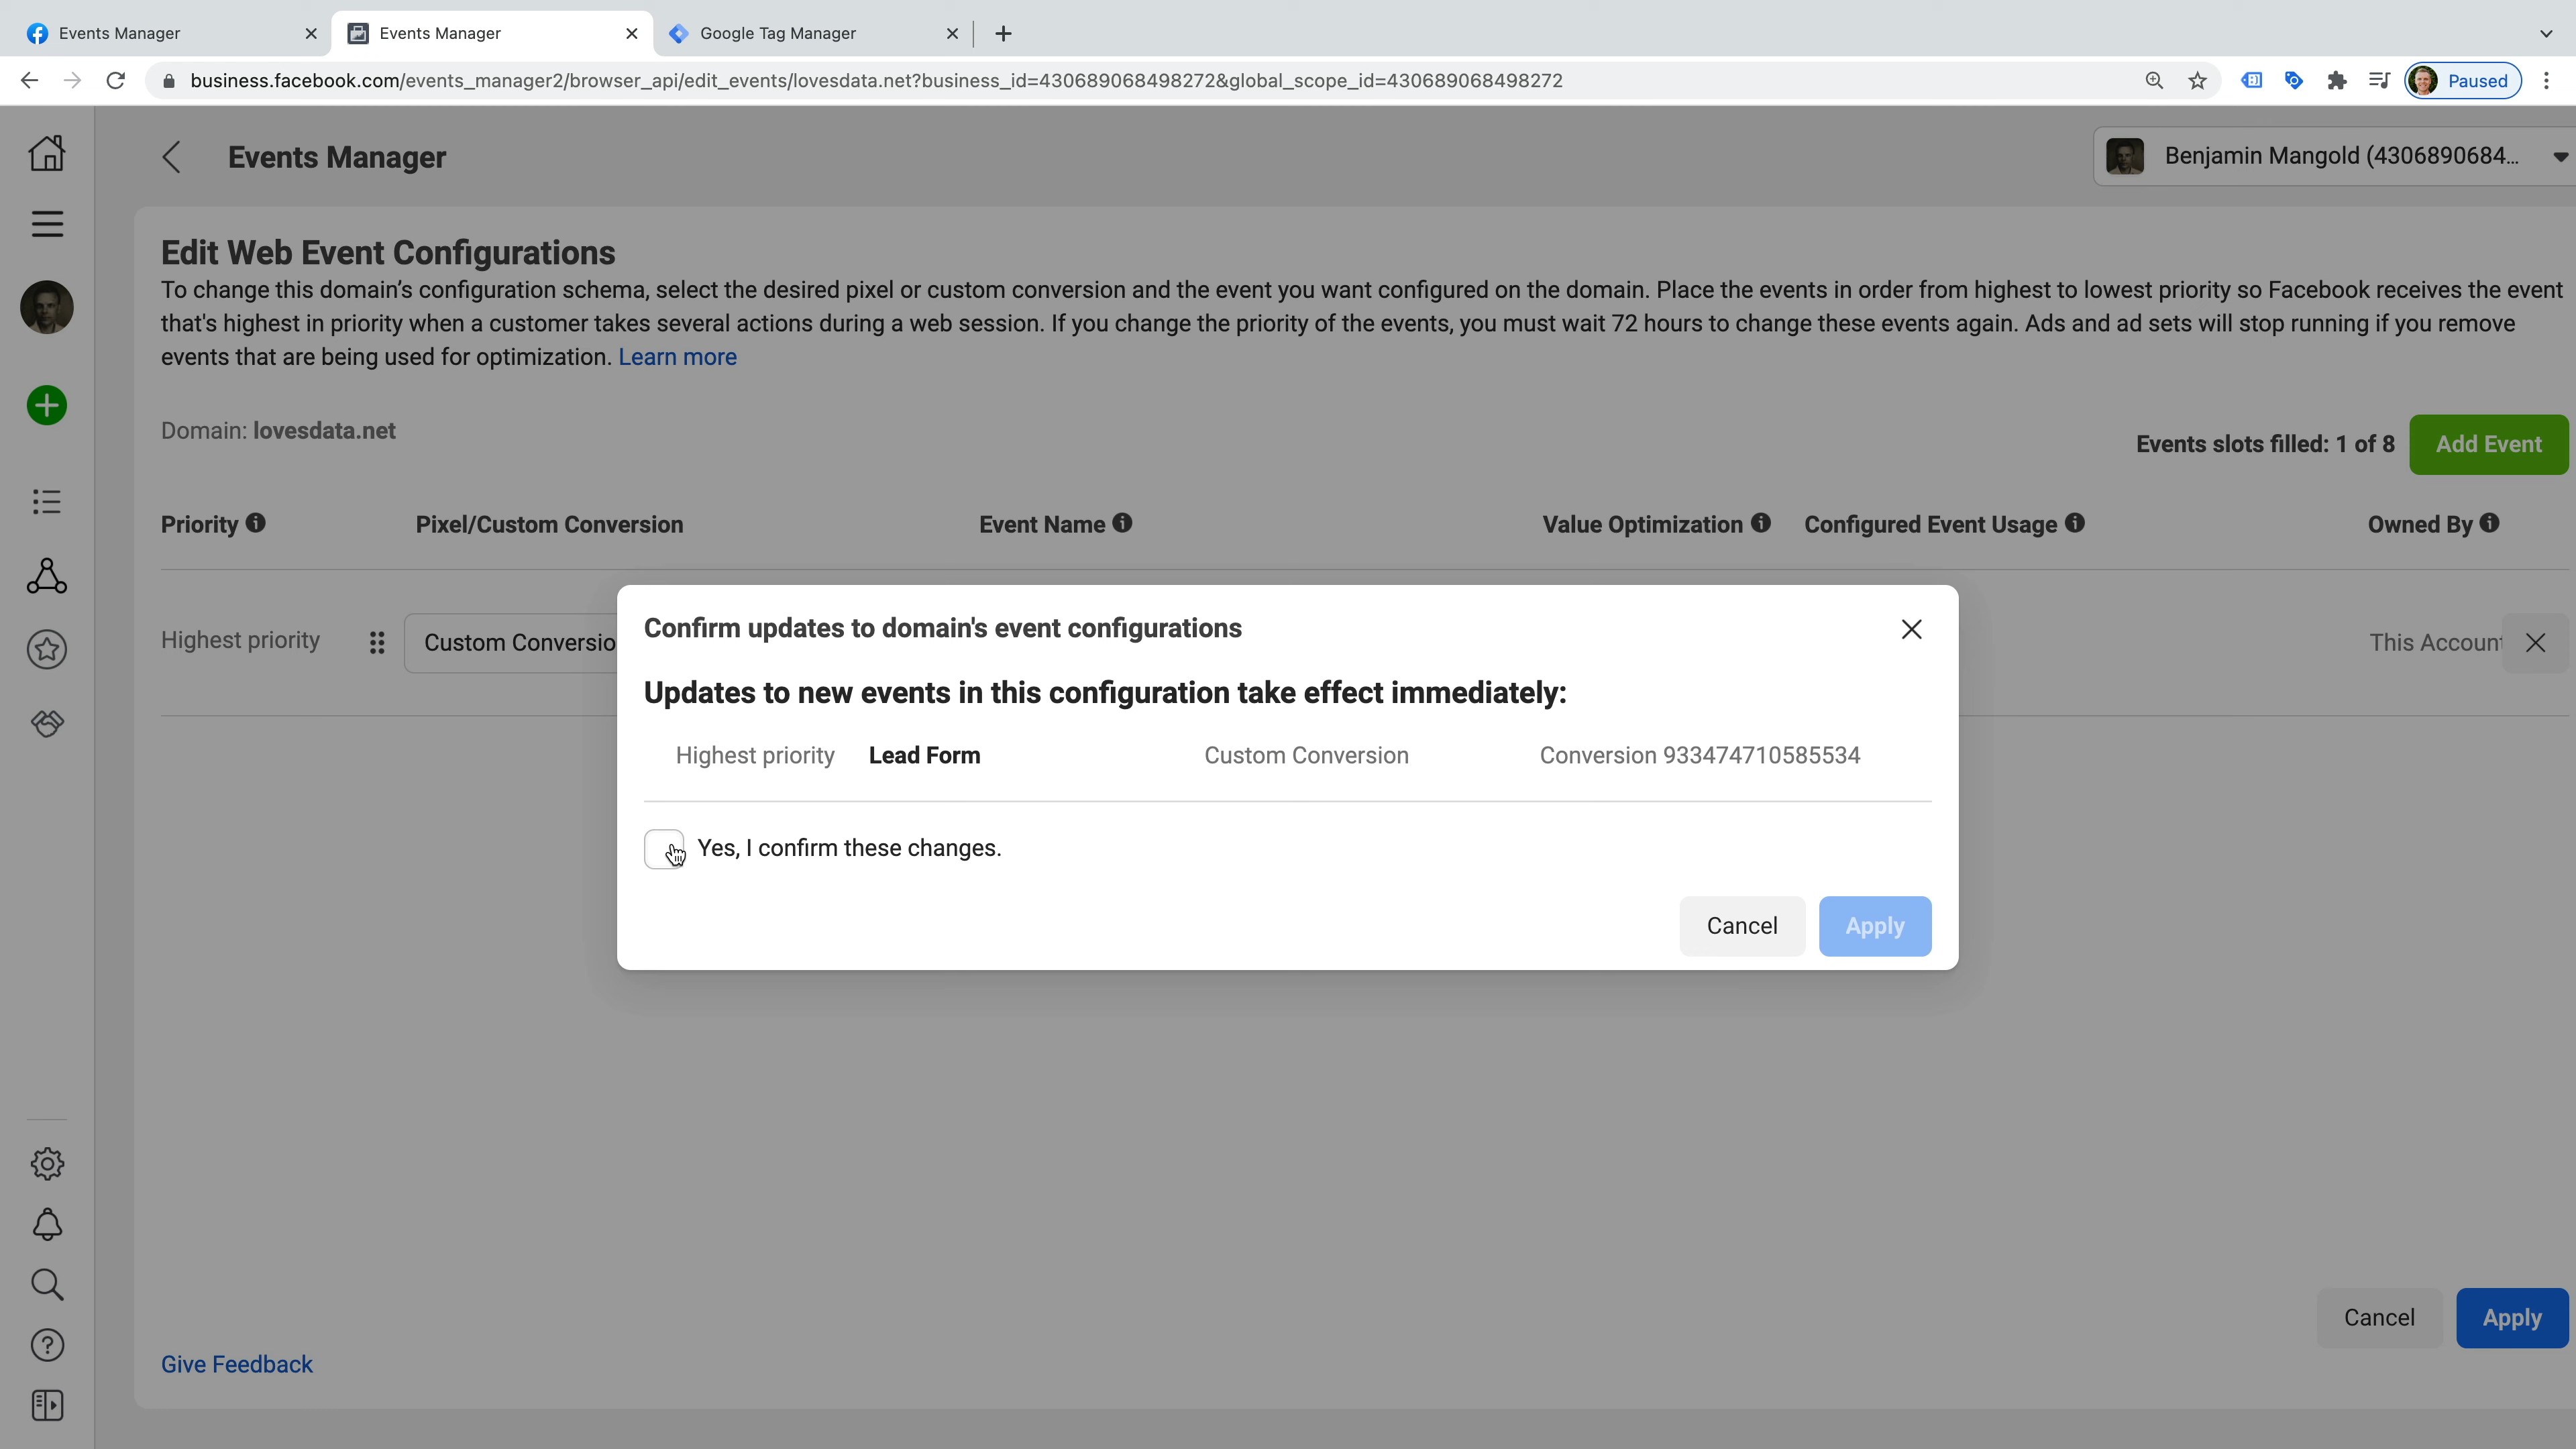 Events Manager
Events Manager
Google Tag Manager
business.facebook.com/events_manager2/browser_api/edit_events/lovesdata.net?business_id=430689068498272&global_scope_id=430689068498272
Paused
Events Manager
Benjamin Mangold (4306890684...
Edit Web Event Configurations
To change this domain's configuration schema, select the desired pixel or custom conversion and the event you want configured on the domain. Place the events in order from highest to lowest priority so Facebook receives the event
that's highest in priority when a customer takes several actions during a web session. If you change the priority of the events, you must wait 72 hours to change these events again. Ads and ad sets will stop running if you remove
events that are being used for optimization. Learn more
Domain: lovesdata.net
Events slots filled: 1 of 8
Add Event
Priority
Pixel/Custom Conversion
Event Name
Value Optimization
Configured Event Usage
Owned By
Highest priority
Custom Conversio
This Account
Confirm updates to domain's event configurations
Updates to new events in this configuration take effect immediately:
Highest priority
Lead Form
Custom Conversion
Conversion 933474710585534
Yes, I confirm these changes.
Cancel
Apply
Cancel
Apply
Give Feedback